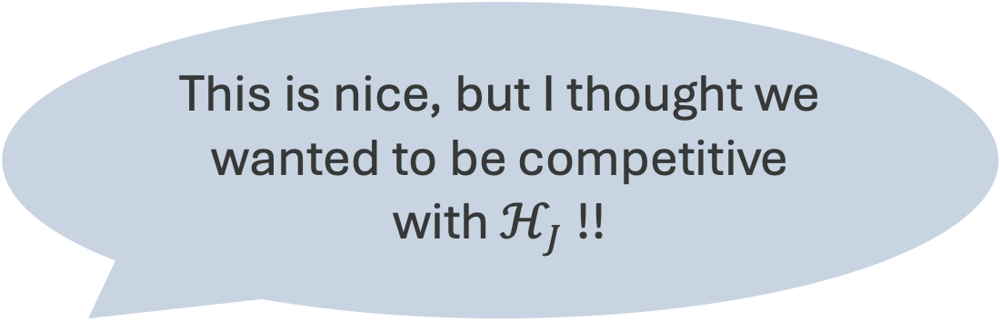 This is nice, but I thought we
wanted to be competitive
with ℋ_J !!